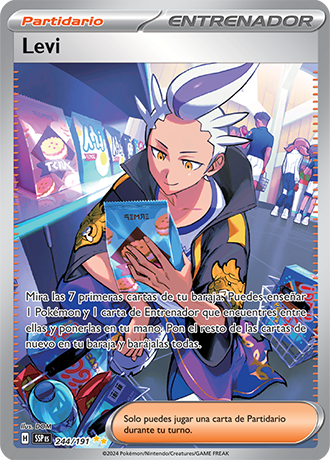 Partidario
ENTRENADOR
Levi
Mira las 7 primeras cartas de tu baraja. Puedes enseñar
1 Pokémon y 1 carta de Entrenador que encuentres entre
ellas y ponerlas en tu mano. Pon el resto de las cartas
de nuevo en tu baraja y barájalas todas.
Ilus. DOM
Solo puedes jugar una carta de Partidario
durante tu turno.
H SSP ES 244/191
©2024 Pokémon/Nintendo/Creatures/GAME FREAK